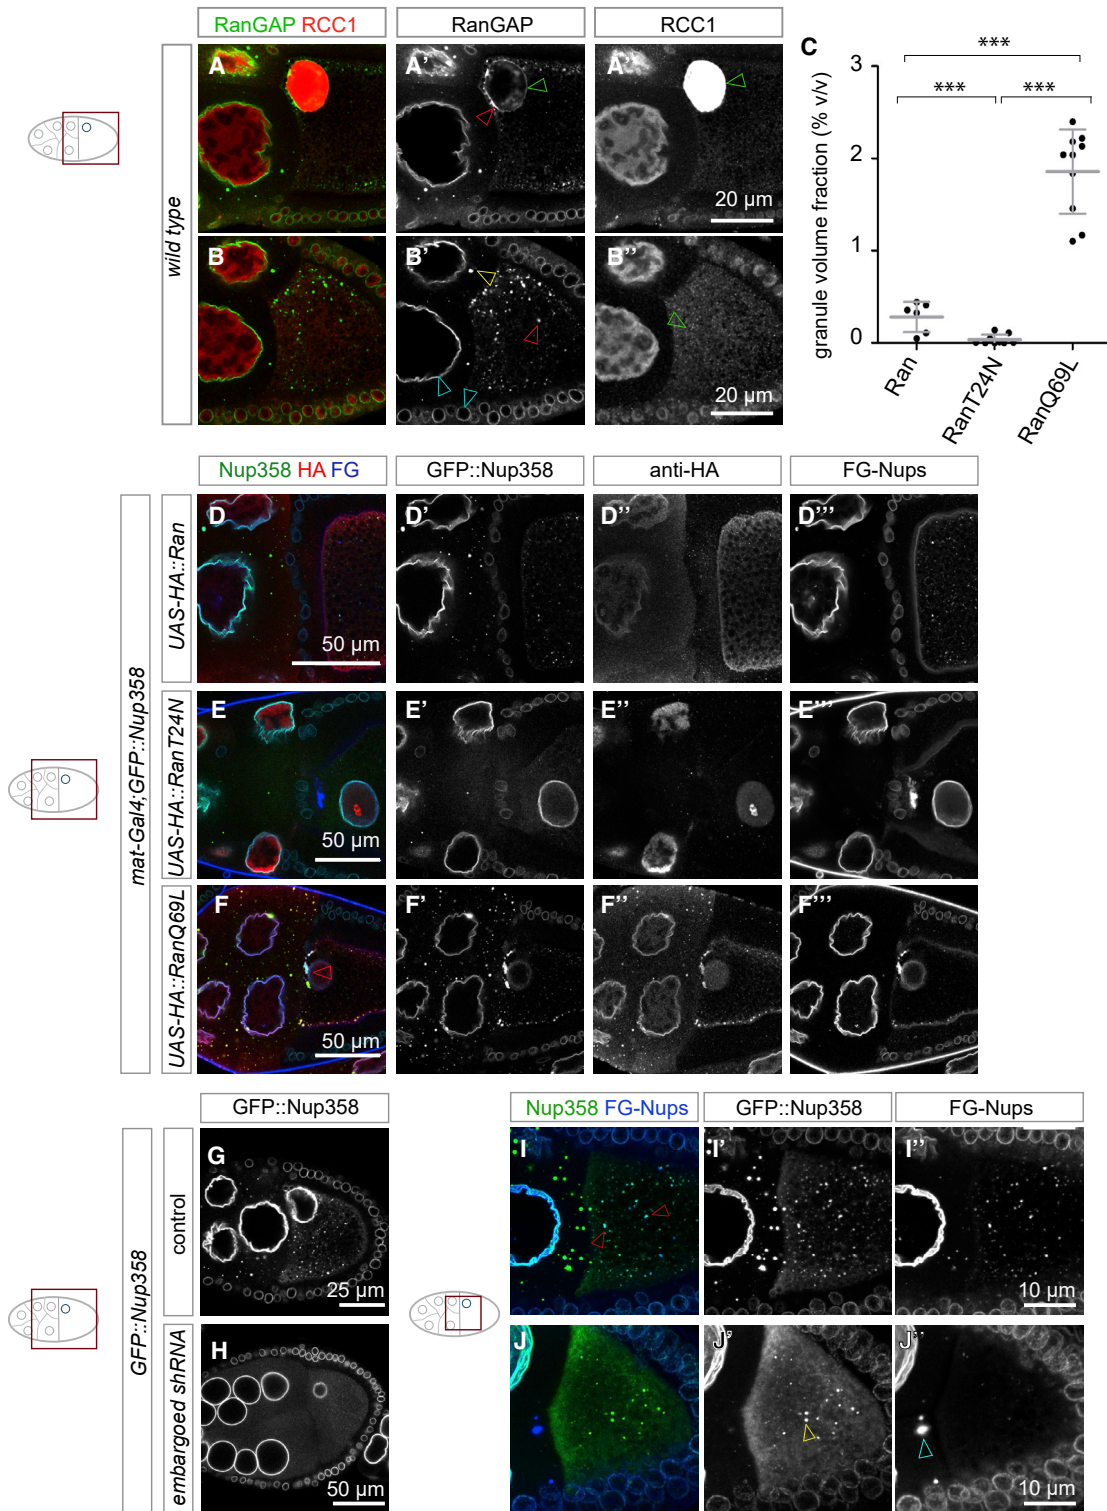 RanGAP RCC1
RanGAP
RCC1
wild type
A
A'
A''
20 µm
B
B'
B''
20 µm
C
granule volume fraction (% v/v)
***
***
***
3
2
1
0
Ran
RanT24N
RanQ69L
Nup358 HA FG
GFP::Nup358
anti-HA
FG-Nups
mat-Gal4;GFP::Nup358
UAS-HA::Ran
D
D'
D''
D'''
50 µm
UAS-HA::RanT24N
E
E'
E''
E'''
50 µm
UAS-HA::RanQ69L
F
F'
F''
F'''
50 µm
GFP::Nup358
GFP::Nup358
control
G
25 µm
embargoed shRNA
H
50 µm
Nup358 FG-Nups
GFP::Nup358
FG-Nups
I
I'
I''
10 µm
J
J'
J''
10 µm